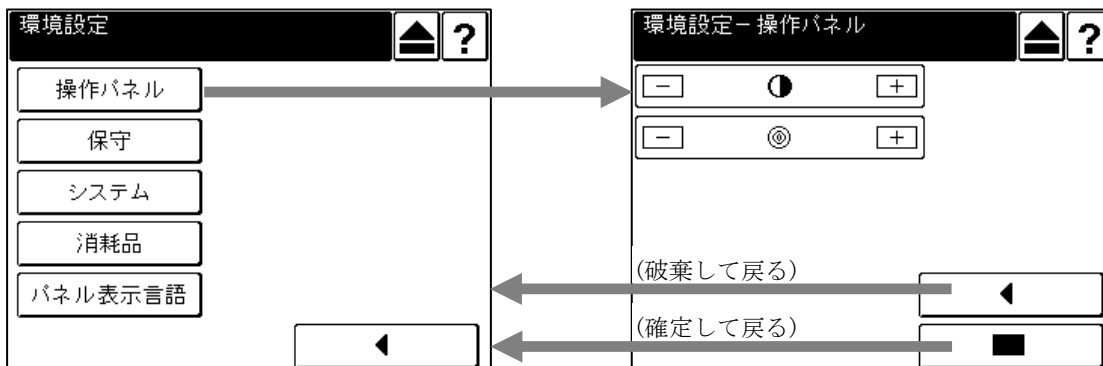 環境設定
?
操作パネル
保守
システム
消耗品
パネル表示言語
環境設定－操作パネル
?
－ ＋
－ ＋
(破棄して戻る)
(確定して戻る)